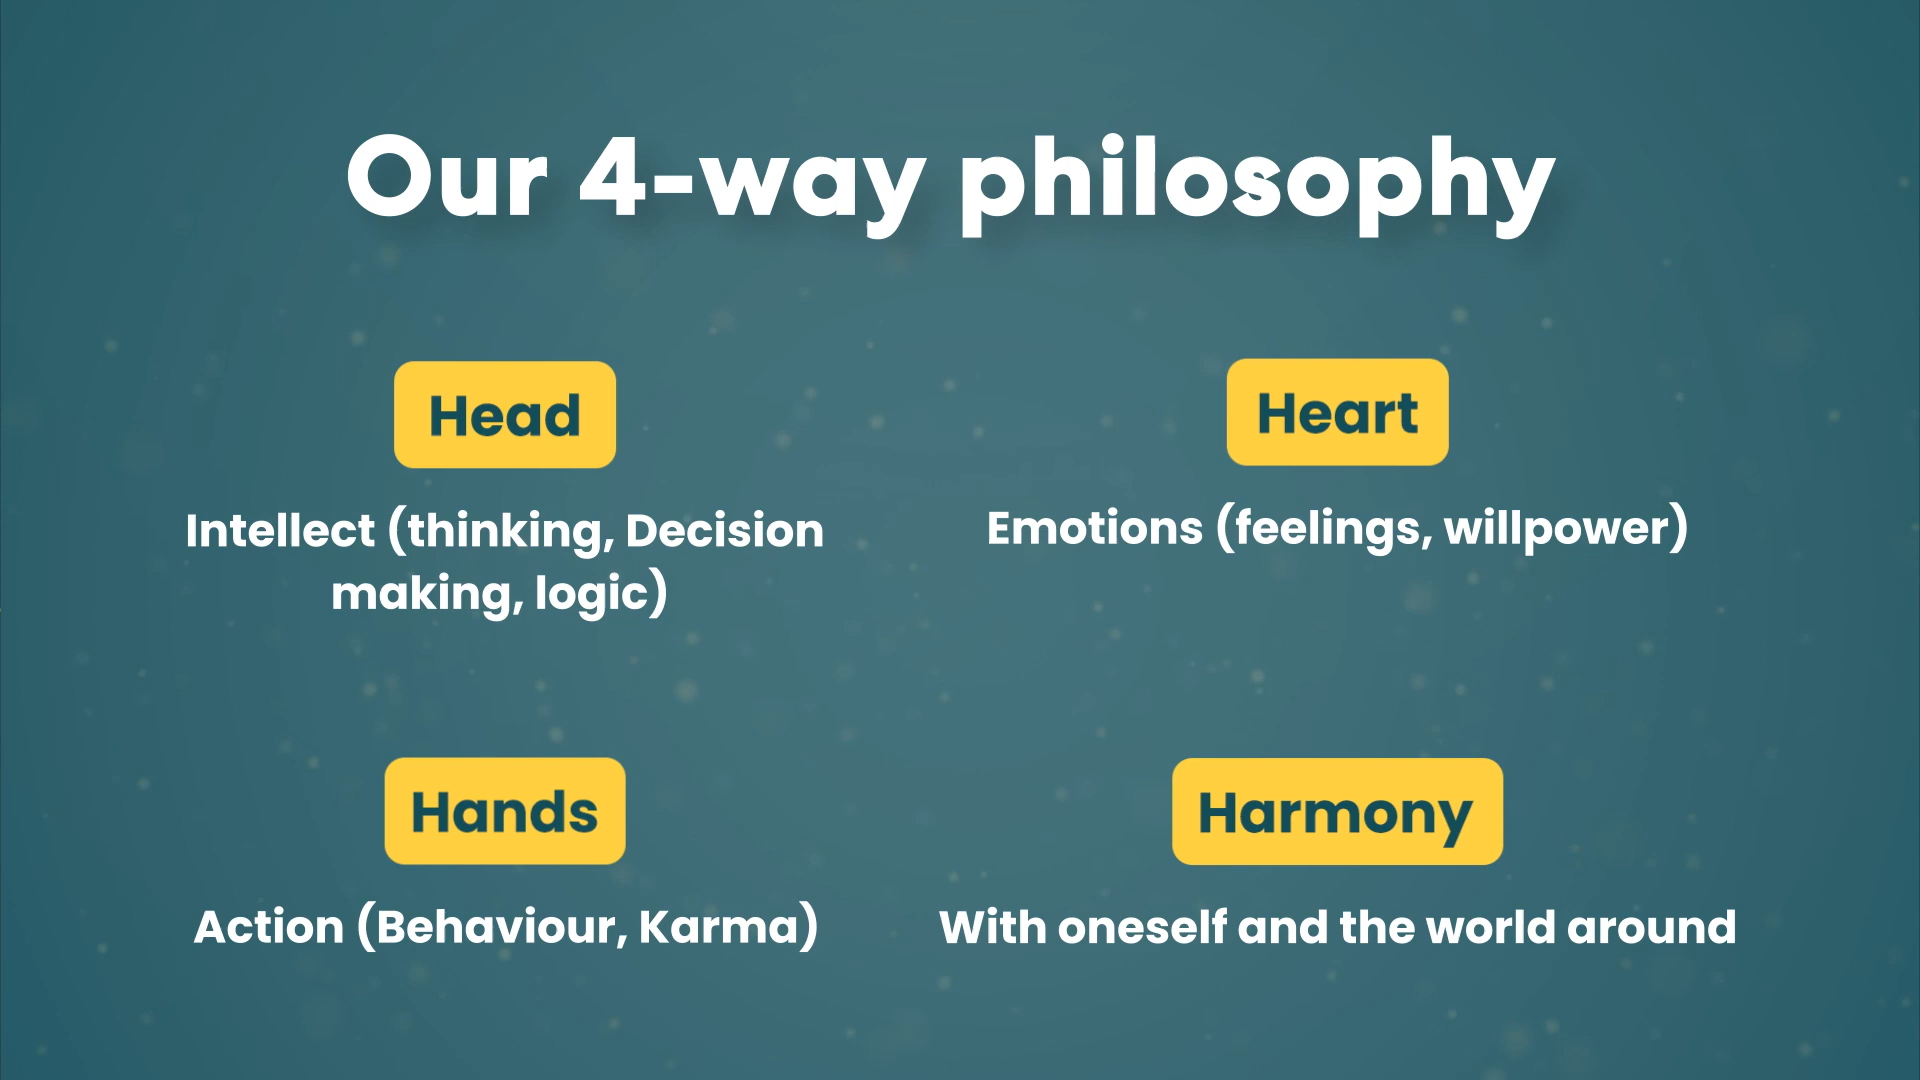 Our 4-way philosophy
Head
Intellect (thinking, Decision
making, logic)
Heart
Emotions (feelings, willpower)
Hands
Action (Behaviour, Karma)
Harmony
With oneself and the world around